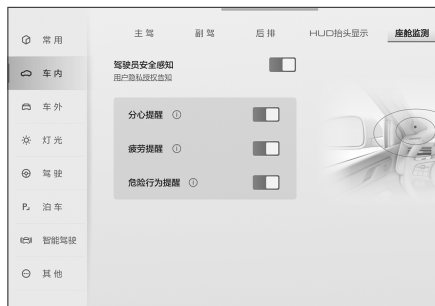 常用
车内
车外
灯光
驾驶
泊车
智能驾驶
其他
主驾 副驾 后排 HUD抬头显示 座舱监测
驾驶员安全感知
用户隐私授权告知
分心提醒
疲劳提醒
危险行为提醒